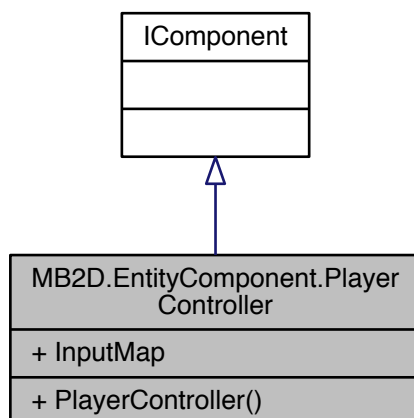 IComponent
MB2D.EntityComponent.Player
Controller
+ InputMap
+ PlayerController()